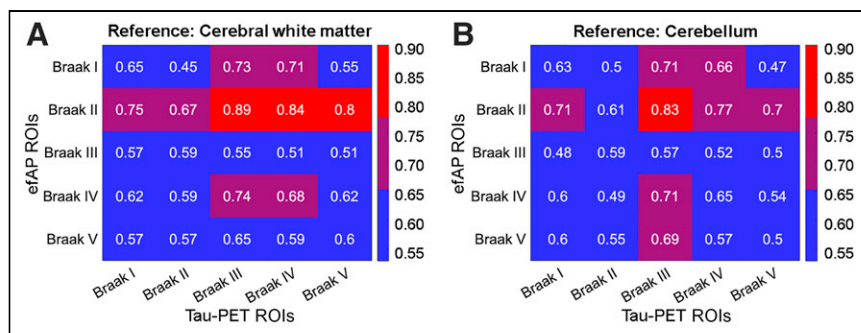 A
Reference: Cerebral white matter
efAP ROIs
Braak I 0.65 0.45 0.73 0.71 0.55
Braak II 0.75 0.67 0.89 0.84 0.8
Braak III 0.57 0.59 0.55 0.51 0.51
Braak IV 0.62 0.59 0.74 0.68 0.62
Braak V 0.57 0.57 0.65 0.59 0.6
Braak I Braak II Braak III Braak IV Braak V
Tau-PET ROIs
0.90
0.85
0.80
0.75
0.70
0.65
0.60
0.55
B
Reference: Cerebellum
efAP ROIs
Braak I 0.63 0.5 0.71 0.66 0.47
Braak II 0.71 0.61 0.83 0.77 0.7
Braak III 0.48 0.59 0.57 0.52 0.5
Braak IV 0.6 0.49 0.71 0.65 0.54
Braak V 0.6 0.55 0.69 0.57 0.5
Braak I Braak II Braak III Braak IV Braak V
Tau-PET ROIs
0.90
0.85
0.80
0.75
0.70
0.65
0.60
0.55